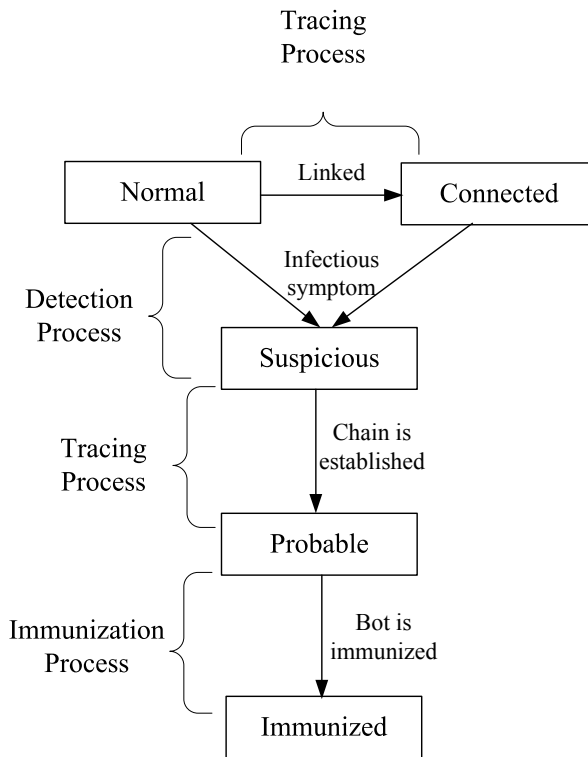 Tracing
Process
Linked
Normal
Connected
Infectious
symptom
Detection
Process
Suspicious
Chain is
established
Tracing
Process
Probable
Bot is
immunized
Immunization
Process
Immunized